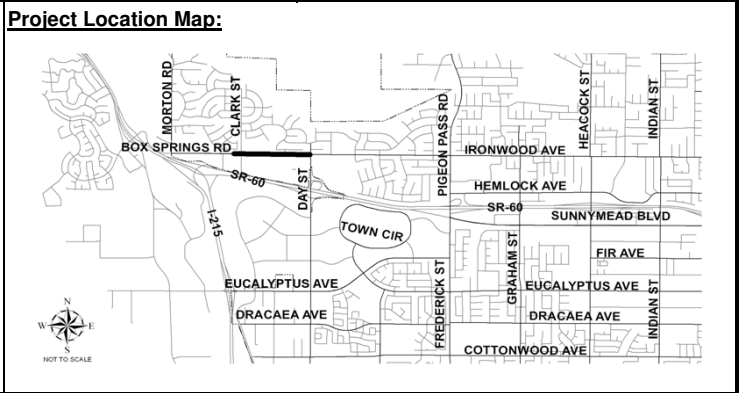 Project Location Map:
MORTON RD
CLARK ST
PIGEON PASS RD
HEACOCK ST
INDIAN ST
BOX SPRINGS RD
IRONWOOD AVE
SR-60
DAY ST
HEMLOCK AVE
SR-60
SUNNYMEAD BLVD
I-215
TOWN CIR
FIR AVE
GRAHAM ST
FREDERICK ST
EUCALYPTUS AVE
EUCALYPTUS AVE
INDIAN ST
DRACAEA AVE
DRACAEA AVE
COTTONWOOD AVE
N
W
E
S
NOT TO SCALE